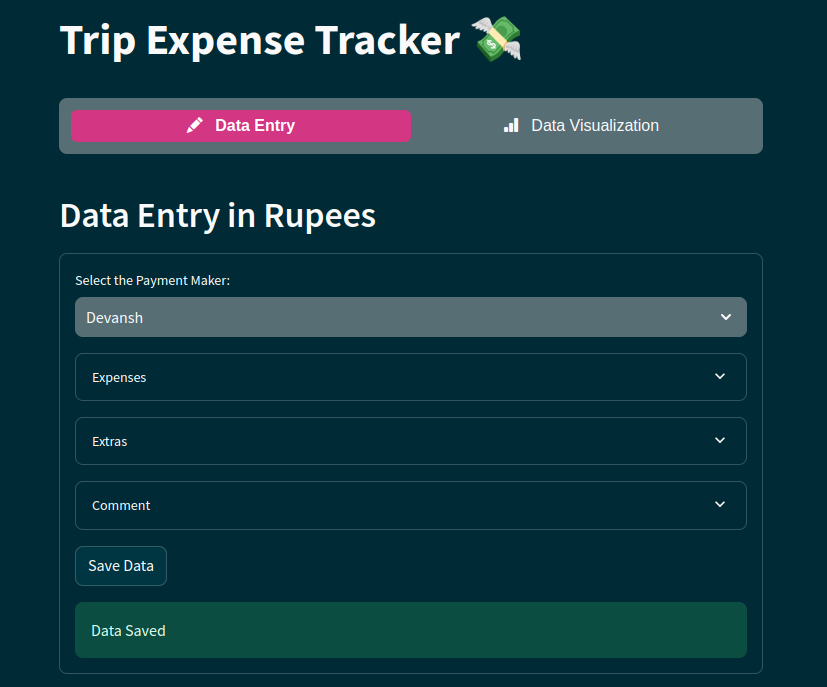 Trip Expense Tracker 💸
Data Entry
Data Visualization
Data Entry in Rupees
Select the Payment Maker:
Devansh
Expenses
Extras
Comment
Save Data
Data Saved